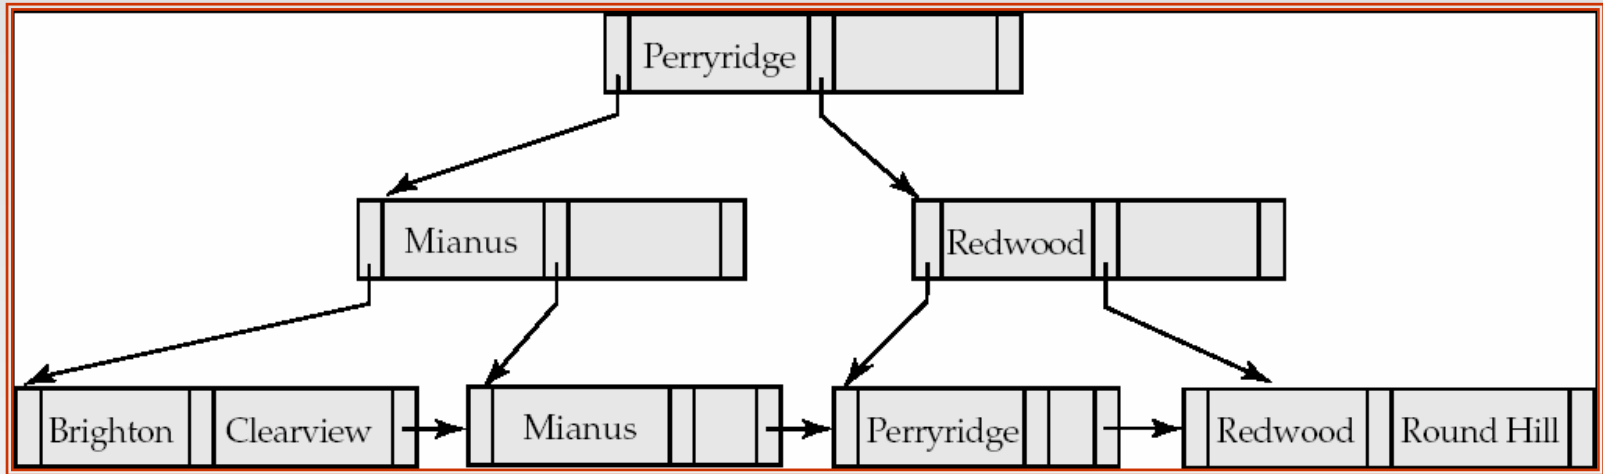 Perryridge
Mianus
Redwood
Brighton
Clearview
Mianus
Perryridge
Redwood
Round Hill